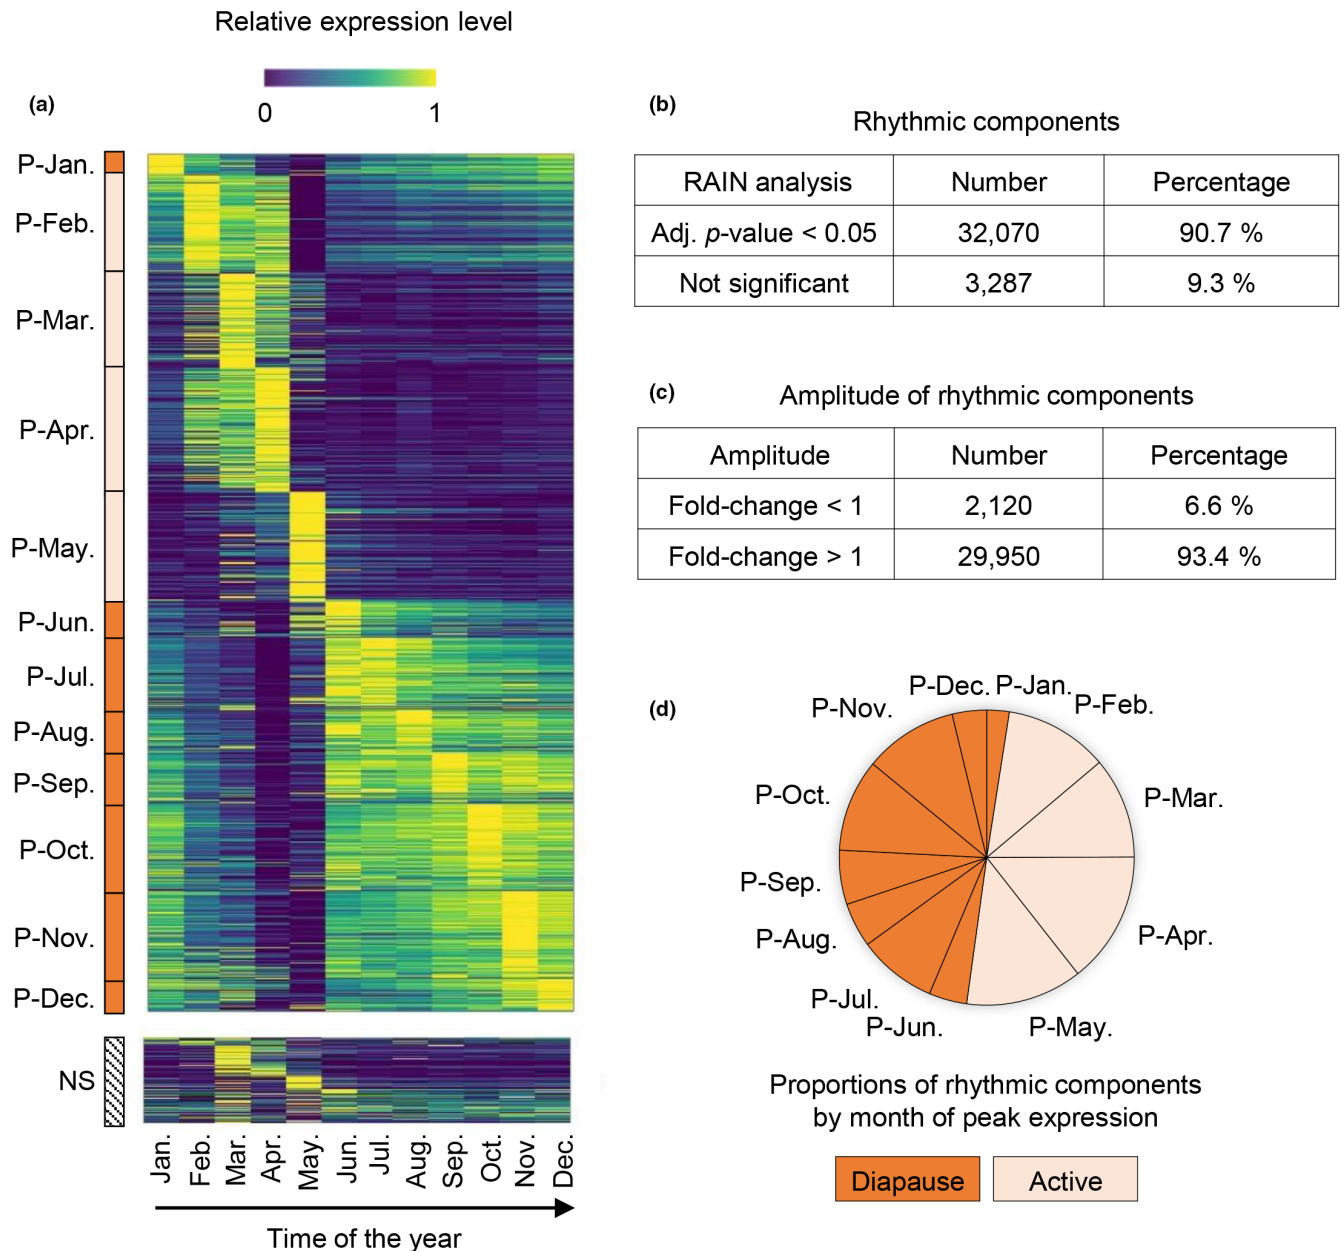 Relative expression level
0 1
(a)
P-Jan.
P-Feb.
P-Mar.
P-Apr.
P-May.
P-Jun.
P-Jul.
P-Aug.
P-Sep.
P-Oct.
P-Nov.
P-Dec.
NS
Jan. Feb. Mar. Apr. May. Jun. Jul. Aug. Sep. Oct. Nov. Dec.
Time of the year
(b)
Rhythmic components
RAIN analysis Number Percentage
Adj. p-value < 0.05 32,070 90.7 %
Not significant 3,287 9.3 %
(c)
Amplitude of rhythmic components
Amplitude Number Percentage
Fold-change < 1 2,120 6.6 %
Fold-change > 1 29,950 93.4 %
(d)
P-Dec. P-Jan.
P-Nov. P-Feb.
P-Oct. P-Mar.
P-Sep.
P-Aug. P-Apr.
P-Jul.
P-Jun. P-May.
Proportions of rhythmic components
by month of peak expression
Diapause Active